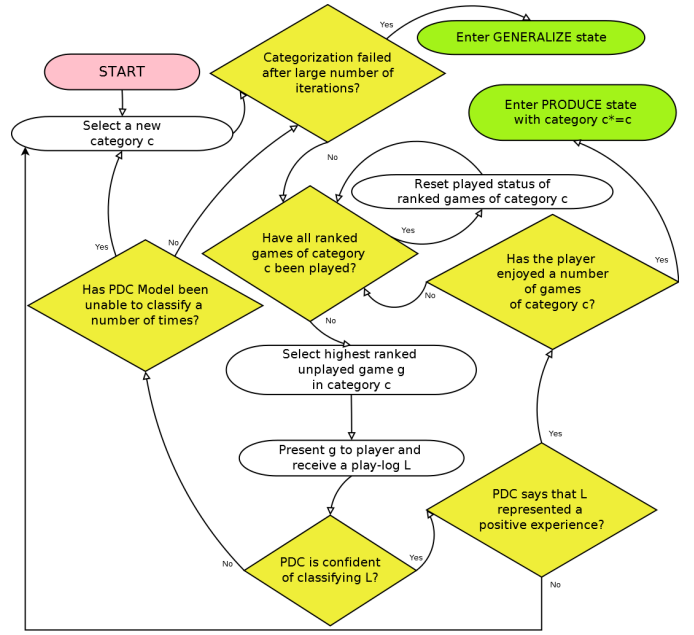 Categorization failed
after large number of
iterations?
Yes
Enter GENERALIZE state
START
Select a new
category c
Enter PRODUCE state
with category c*=c
No
Reset played status of
ranked games of category c
Yes
Have all ranked
games of category
c been played?
Yes
No
Has PDC Model been
unable to classify a
number of times?
Has the player
enjoyed a number
of games
of category c?
Yes
No
No
Select highest ranked
unplayed game g
in category c
Present g to player and
receive a play-log L
Yes
PDC says that L
represented a
positive experience?
PDC is confident
of classifying L?
No
Yes
No